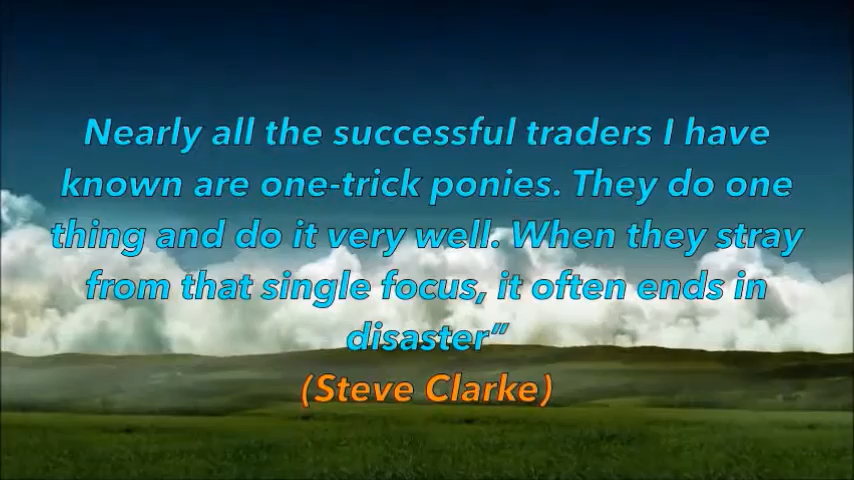 Nearly all the successful traders I have
known are one-trick ponies. They do one
thing and do it very well. When they stray
from that single focus, it often ends in
disaster”
(Steve Clarke)